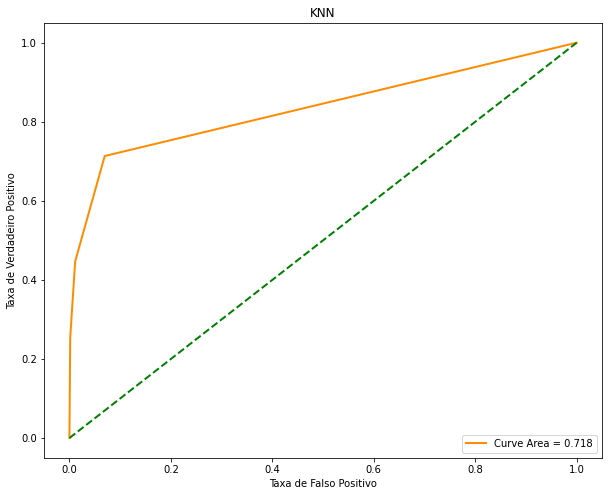 KNN
1.0
0.8
0.6
0.4
0.2
0.0
Taxa de Verdadeiro Positivo
0.0 0.2 0.4 0.6 0.8 1.0
Taxa de Falso Positivo
Curve Area = 0.718